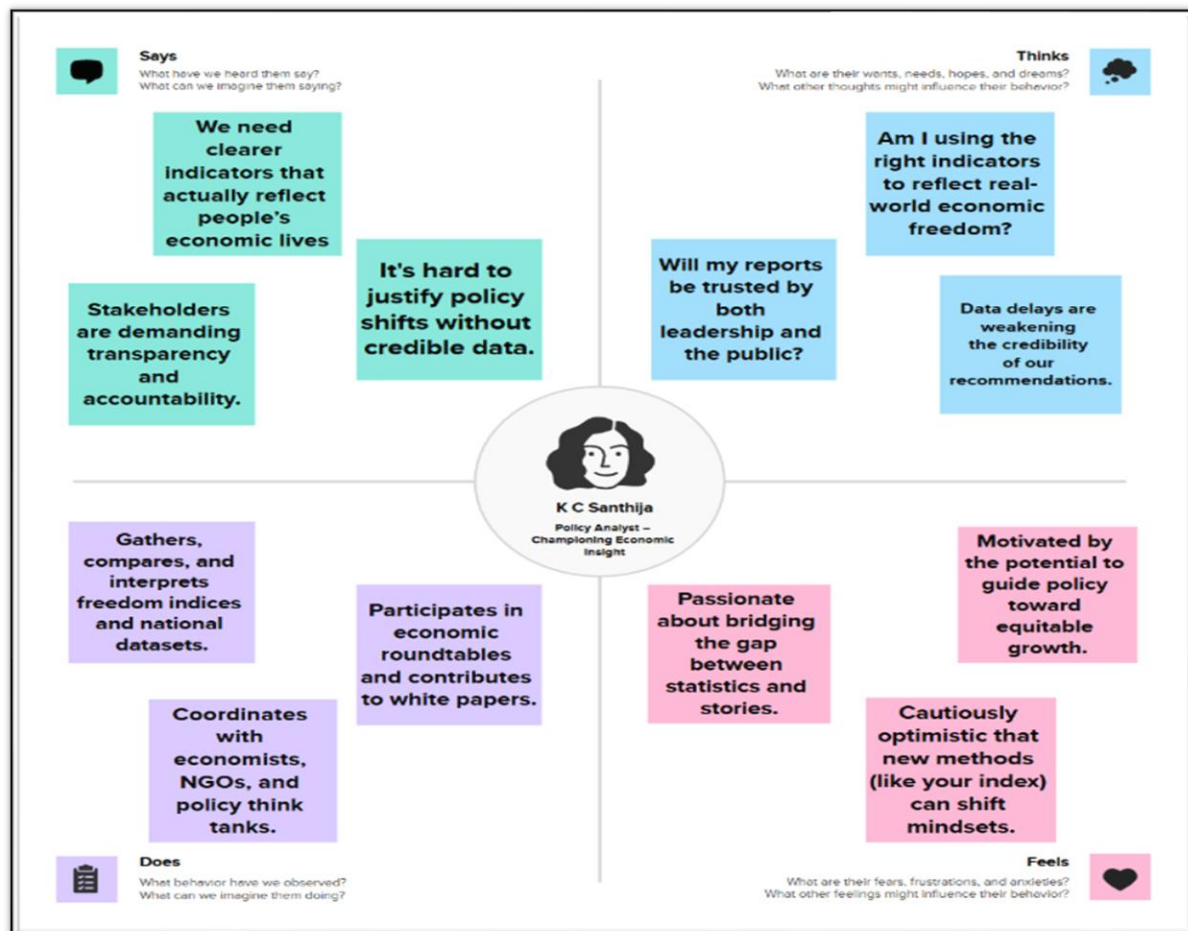 Says
What have we heard them say?
What can we imagine them saying?
We need
clearer
indicators that
actually reflect
people's
economic lives
It's hard to
justify policy
shifts without
credible data.
Stakeholders
are demanding
transparency
and
accountability.
Thinks
What are their wants, needs, hopes, and dreams?
What other thoughts might influence their behavior?
Am I using the
right indicators
to reflect real-
world economic
freedom?
Will my reports
be trusted by
both
leadership and
the public?
Data delays are
weakening
the credibility
of our
recommendations.
K C Santhija
Policy Analyst –
Championing Economic
Insight
Gathers,
compares, and
interprets
freedom indices
and national
datasets.
Participates in
economic
roundtables
and contributes
to white papers.
Coordinates
with
economists,
NGOs, and
policy think
tanks.
Does
What behavior have we observed?
What can we imagine them doing?
Motivated by
the potential to
guide policy
toward
equitable
growth.
Passionate
about bridging
the gap
between
statistics and
stories.
Cautiously
optimistic that
new methods
(like your index)
can shift
mindsets.
Feels
What are their fears, frustrations, and anxieties?
What other feelings might influence their behavior?